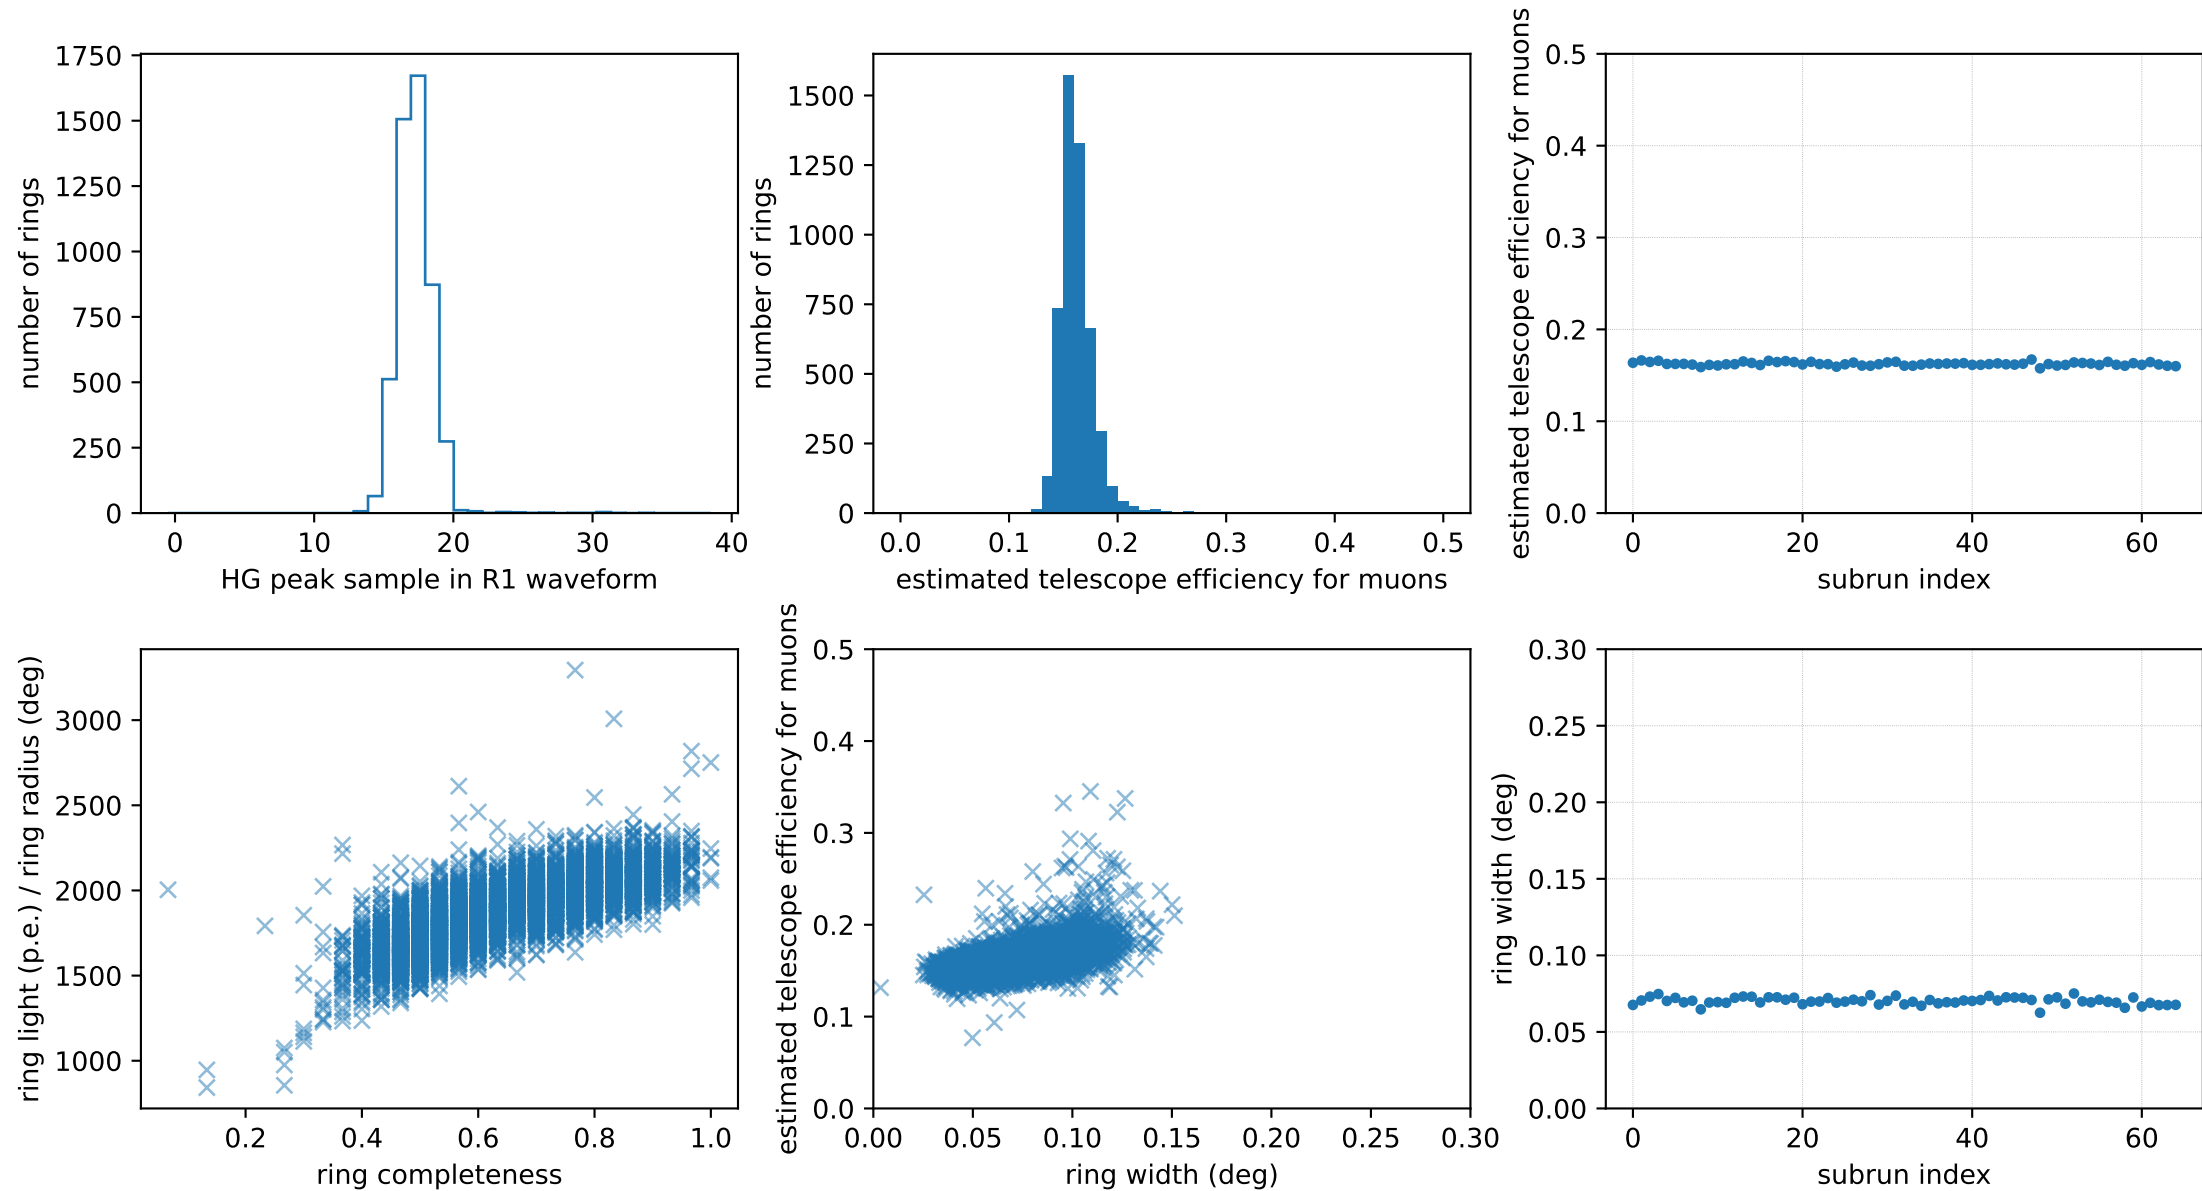 1750
1500
1250
1000
750
500
250
0
number of rings
0 10 20 30 40
HG peak sample in R1 waveform
1500
1250
1000
750
500
250
0
number of rings
0.0 0.1 0.2 0.3 0.4 0.5
estimated telescope efficiency for muons
0.5
0.4
0.3
0.2
0.1
0.0
estimated telescope efficiency for muons
0 20 40 60
subrun index
3000
2500
2000
1500
1000
ring light (p.e.) / ring radius (deg)
0.2 0.4 0.6 0.8 1.0
ring completeness
0.5
0.4
0.3
0.2
0.1
0.0
estimated telescope efficiency for muons
0.00 0.05 0.10 0.15 0.20 0.25 0.30
ring width (deg)
0.30
0.25
0.20
0.15
0.10
0.05
0.00
ring width (deg)
0 20 40 60
subrun index